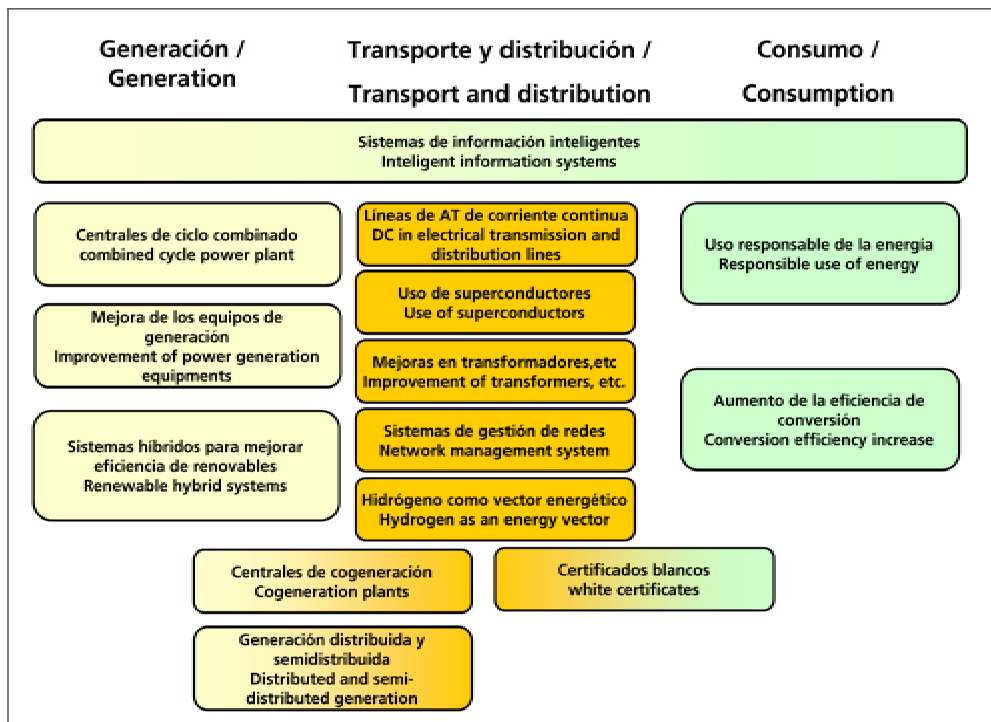 Generación /
Generation
Transporte y distribución /
Transport and distribution
Consumo /
Consumption
Sistemas de información inteligentes
Inteligent information systems
Centrales de ciclo combinado
combined cycle power plant
Mejora de los equipos de
generación
Improvement of power generation
equipments
Sistemas híbridos para mejorar
eficiencia de renovables
Renewable hybrid systems
Líneas de AT de corriente continua
DC in electrical transmission and
distribution lines
Uso de superconductores
Use of superconductors
Mejoras en transformadores,etc
Improvement of transformers, etc.
Sistemas de gestión de redes
Network management system
Hidrógeno como vector energético
Hydrogen as an energy vector
Uso responsable de la energía
Responsible use of energy
Aumento de la eficiencia de
conversión
Conversion efficiency increase
Centrales de cogeneración
Cogeneration plants
Certificados blancos
white certificates
Generación distribuida y
semidistribuida
Distributed and semi-
distributed generation